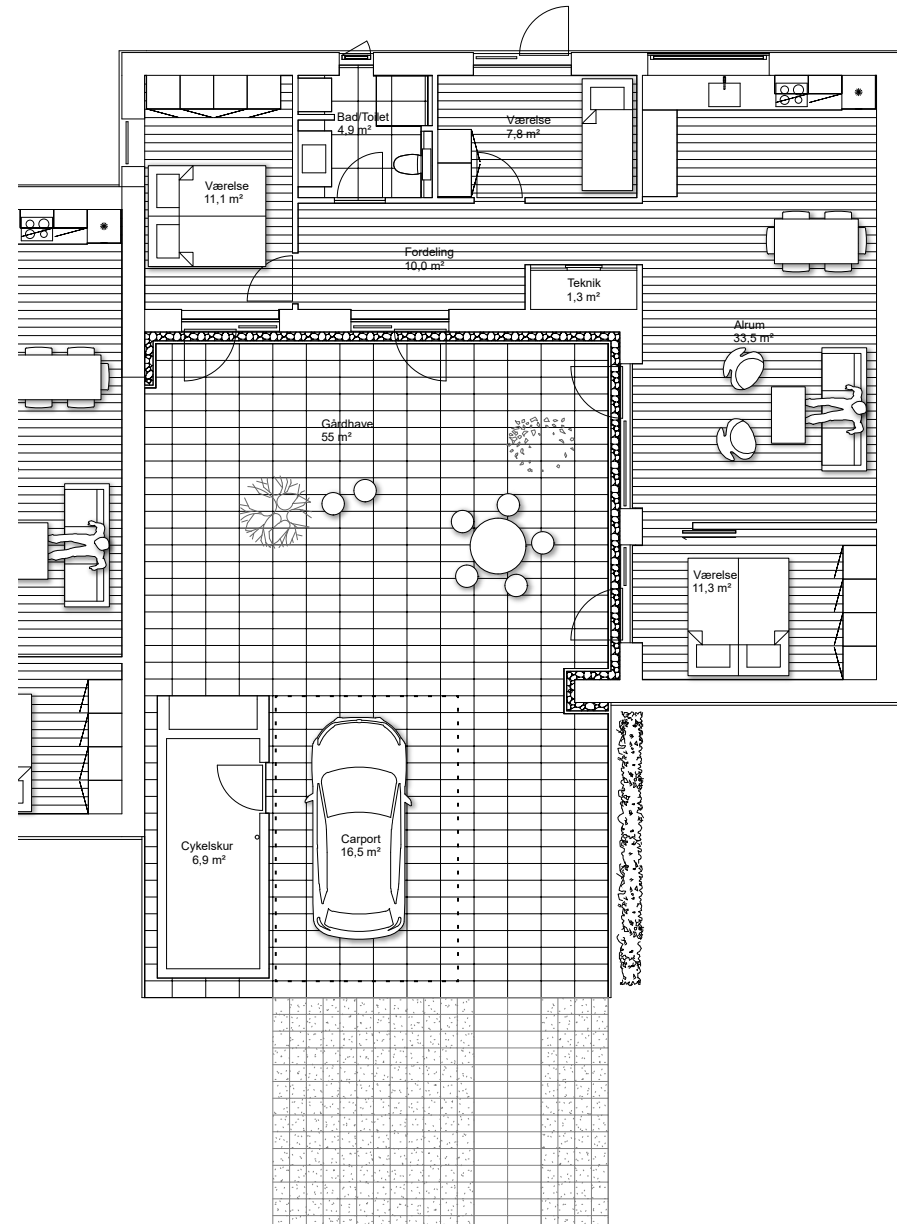 Bad/Toilet
4,9 m²
Værelse
7,8 m²
Værelse
11,1 m²
Fordeling
10,0 m²
Teknik
1,3 m²
Alrum
33,5 m²
Gårdhave
55 m²
Værelse
11,3 m²
Cykelskur
6,9 m²
Carport
16,5 m²